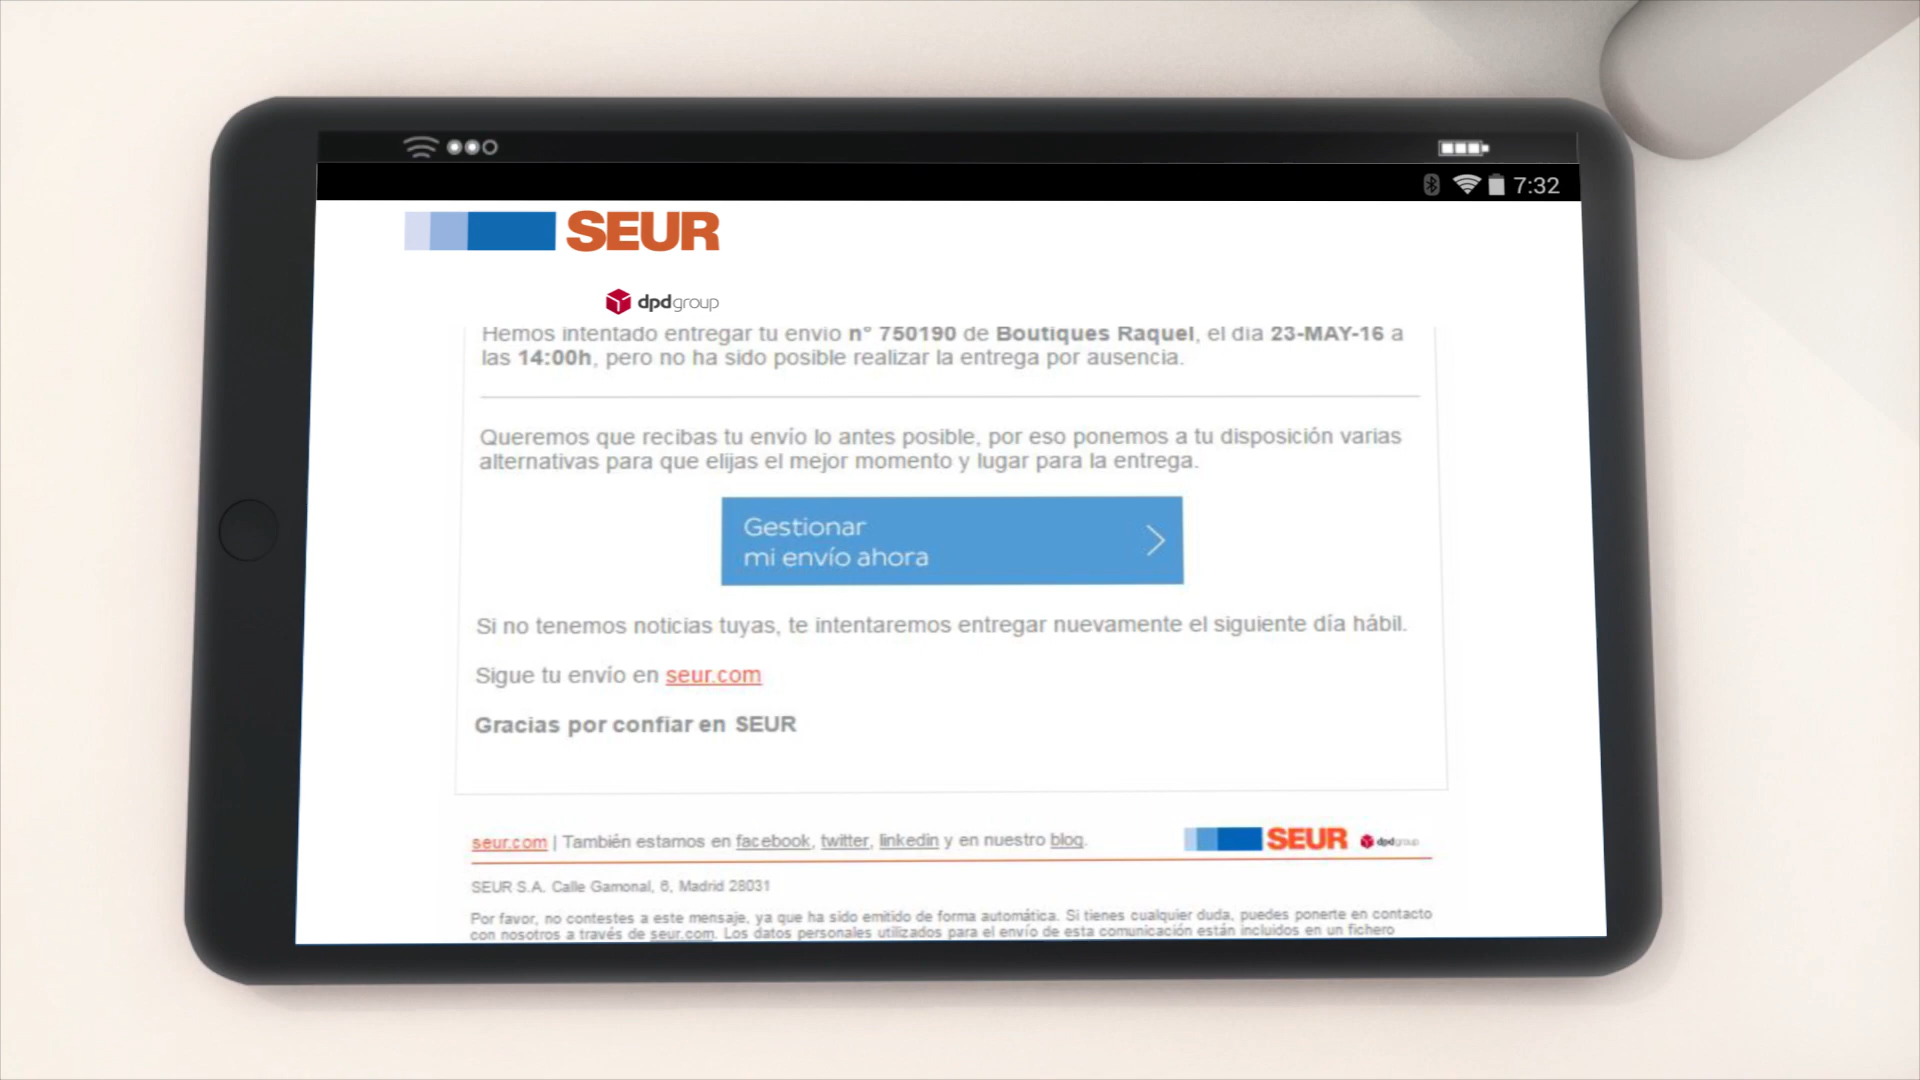 7:32
SEUR
dpdgroup
Hemos intentado entregar tu envío nº 750190 de Boutiques Raquel, el día 23-MAY-16 a
las 14:00h, pero no ha sido posible realizar la entrega por ausencia.
Queremos que recibas tu envío lo antes posible, por eso ponemos a tu disposición varias
alternativas para que elijas el mejor momento y lugar para la entrega.
Gestionar
mi envío ahora
Si no tenemos noticias tuyas, te intentaremos entregar nuevamente el siguiente día hábil.
Sigue tu envío en seur.com
Gracias por confiar en SEUR
seur.com | También estamos en facebook, twitter, linkedin y en nuestro blog.
SEUR dpdgroup
SEUR S.A. Calle Gamonal, 6, Madrid 28031
Por favor, no contestes a este mensaje, ya que ha sido emitido de forma automática. Si tienes cualquier duda, puedes ponerte en contacto
con nosotros a través de seur.com. Los datos personales utilizados para el envío de esta comunicación están incluidos en un fichero